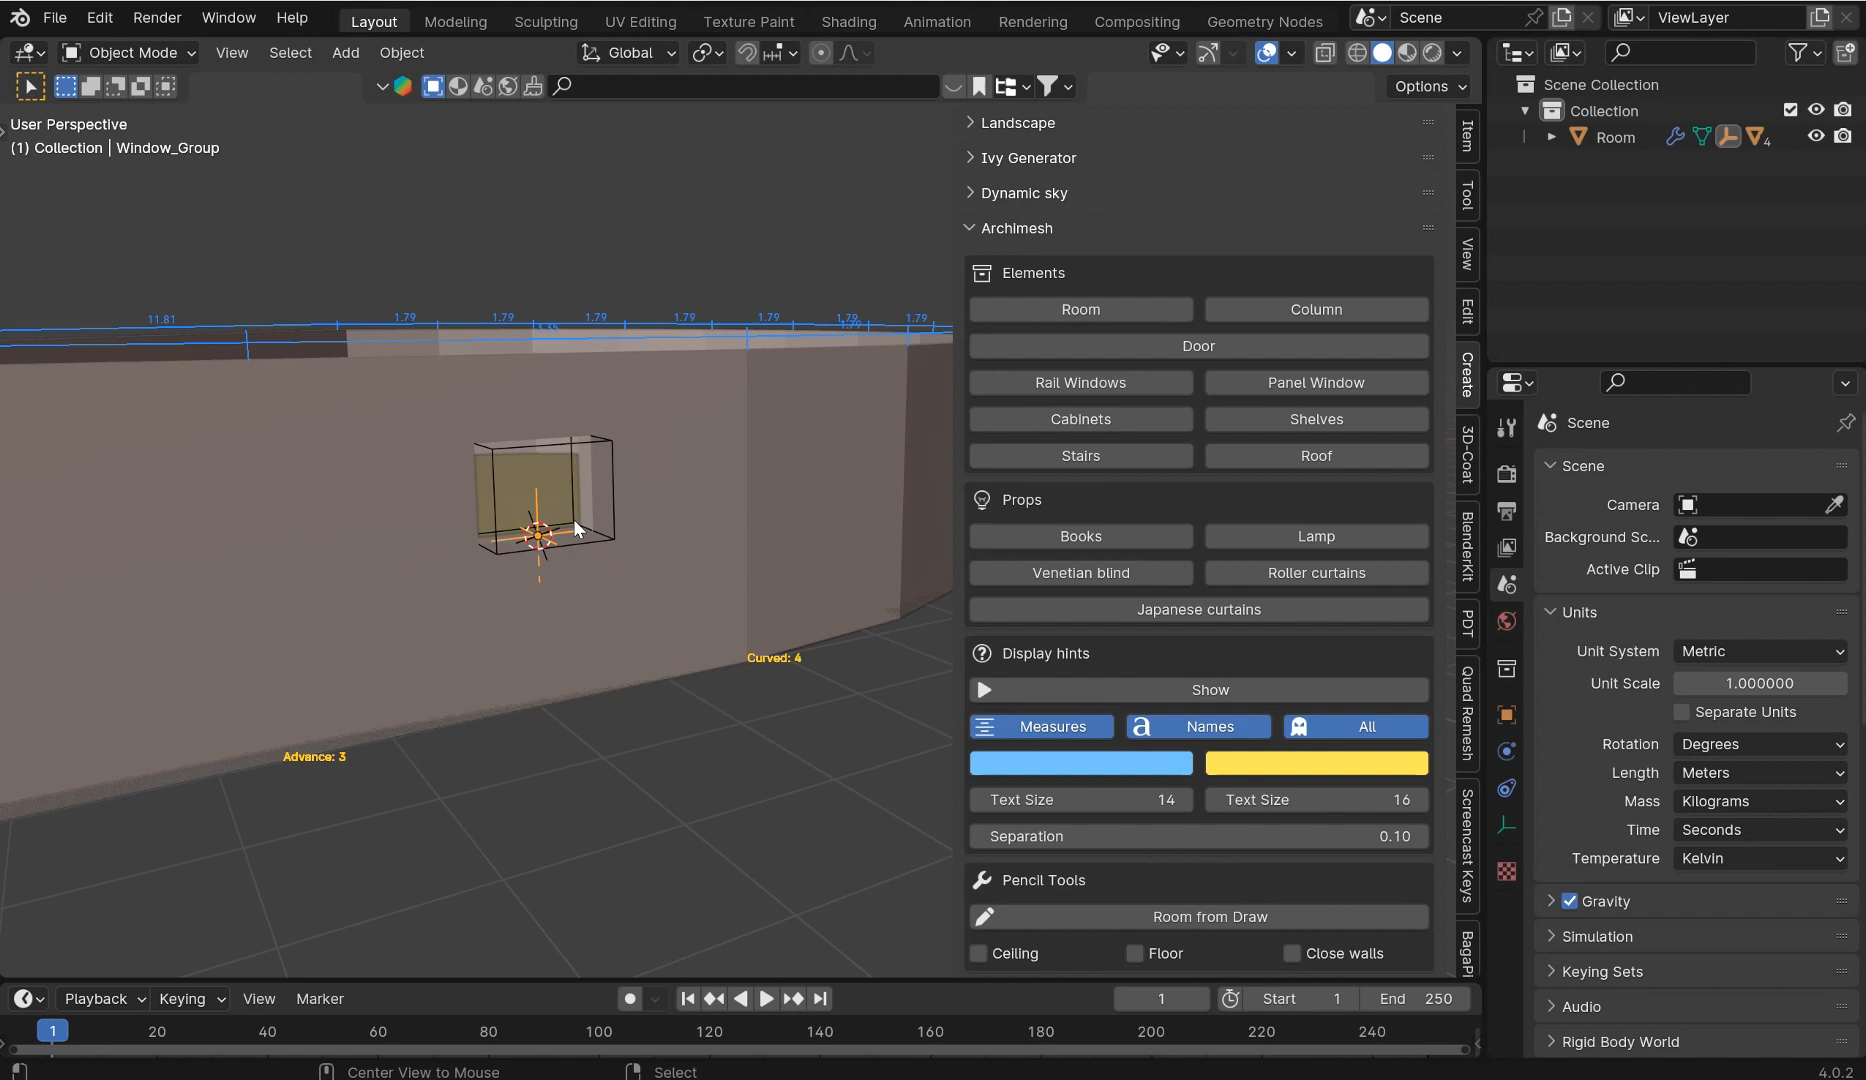 File Edit Render Window Help Layout Modeling Sculpting UV Editing Texture Paint Shading Animation Rendering Compositing Geometry Nodes Scene ViewLayer
Object Mode View Select Add Object Global
Options
User Perspective
(1) Collection | Window_Group
11.81 1.79 1.79 1.79 1.79 1.79 1.79 1.79
3.35
Curved: 4
Advance: 3
Landscape
Ivy Generator
Dynamic sky
Archimesh
Elements
Room Column
Door
Rail Windows Panel Window
Cabinets Shelves
Stairs Roof
Props
Books Lamp
Venetian blind Roller curtains
Japanese curtains
Display hints
Show
Measures a Names All
Text Size 14 Text Size 16
Separation 0.10
Pencil Tools
Room from Draw
Ceiling Floor Close walls
Item
Tool
View
Edit
Create
3D-Coat
BlenderKit
PDT
Quad Remesh
Screencast Keys
BagaPi
Scene Collection
Collection
Room 4
Scene
Scene
Camera
Background Sc...
Active Clip
Units
Unit System Metric
Unit Scale 1.000000
Separate Units
Rotation Degrees
Length Meters
Mass Kilograms
Time Seconds
Temperature Kelvin
Gravity
Simulation
Keying Sets
Audio
Rigid Body World
Playback Keying View Marker 1 Start 1 End 250
1 20 40 60 80 100 120 140 160 180 200 220 240
Center View to Mouse Select 4.0.2